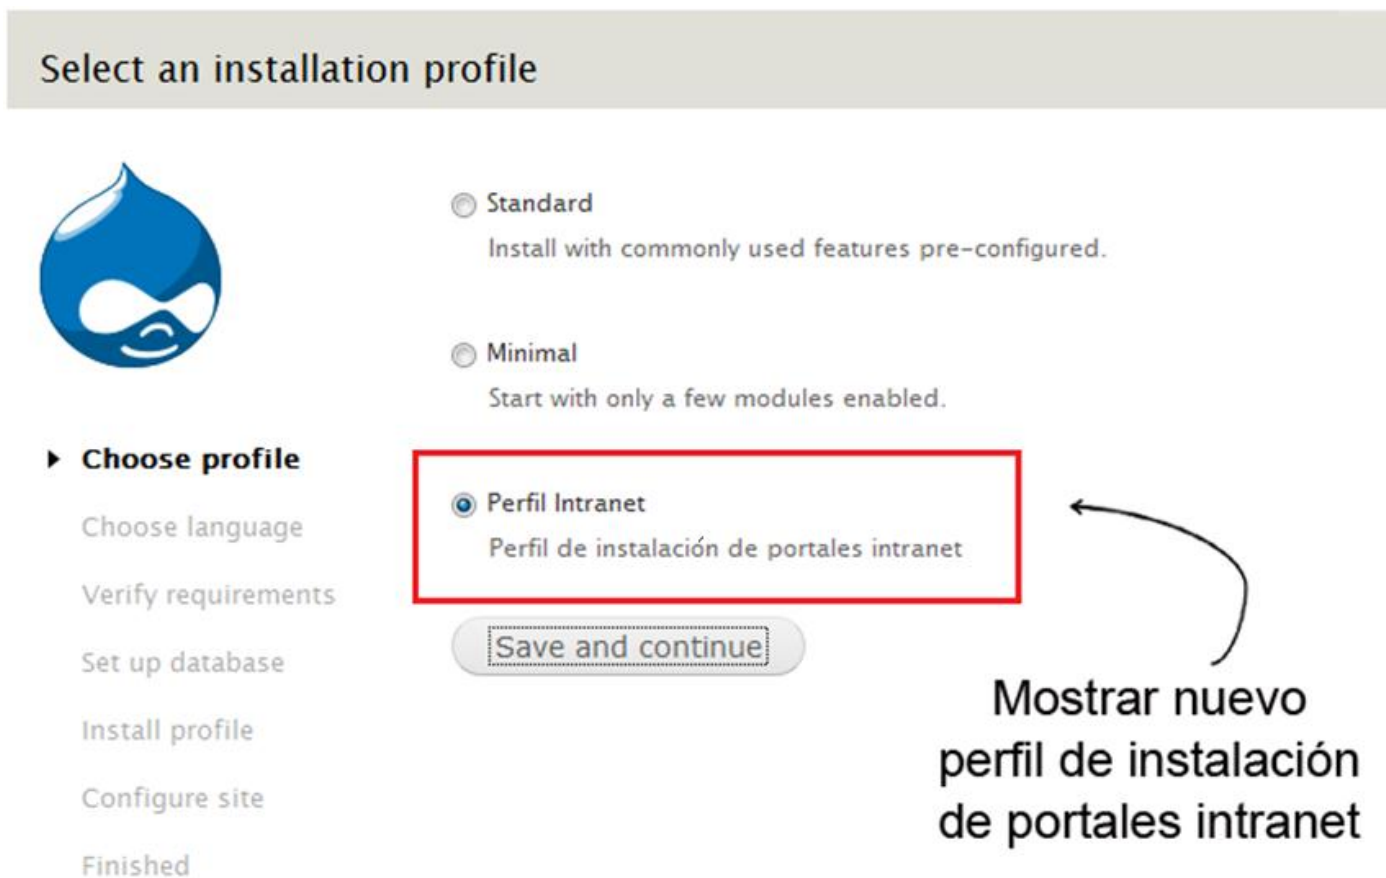 Select an installation profile
Standard
Install with commonly used features pre-configured.
Minimal
Start with only a few modules enabled.
Choose profile
Perfil Intranet
Perfil de instalación de portales intranet
Choose language
Verify requirements
Save and continue
Set up database
Install profile
Configure site
Finished
Mostrar nuevo
perfil de instalación
de portales intranet